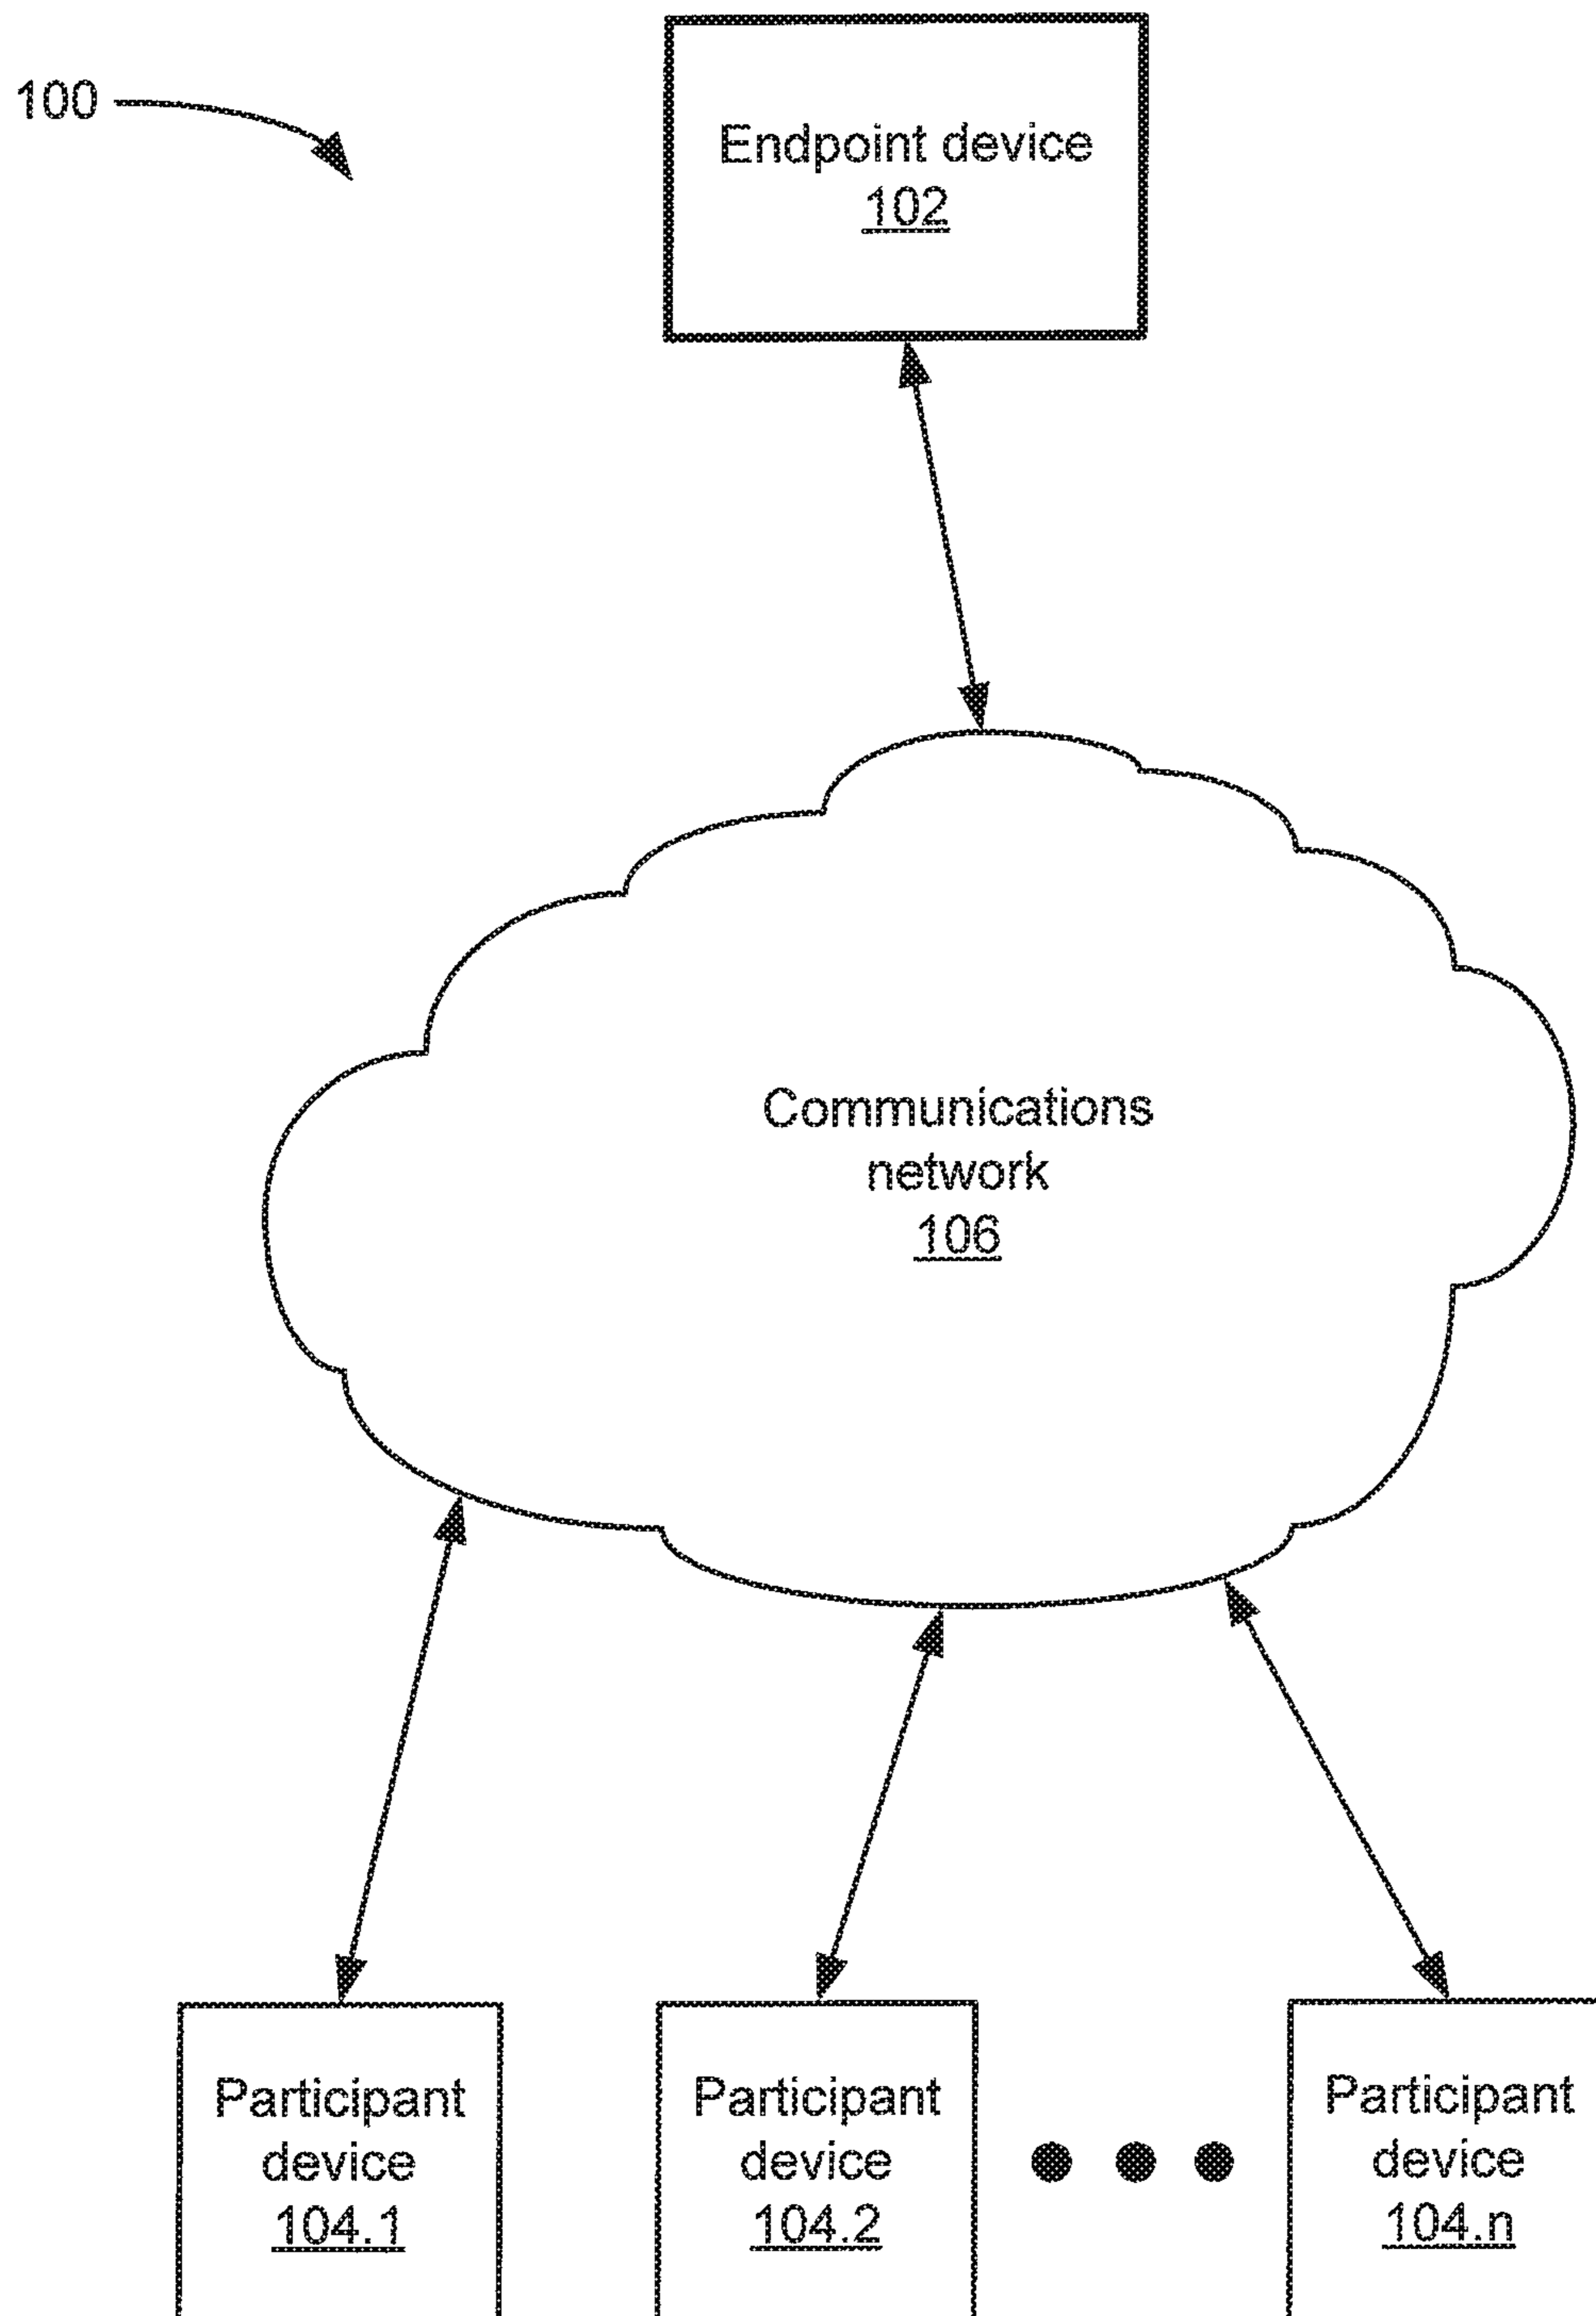 100
Endpoint device
102
Communications
network
106
Participant
device
104.1
Participant
device
104.2
Participant
device
104.n